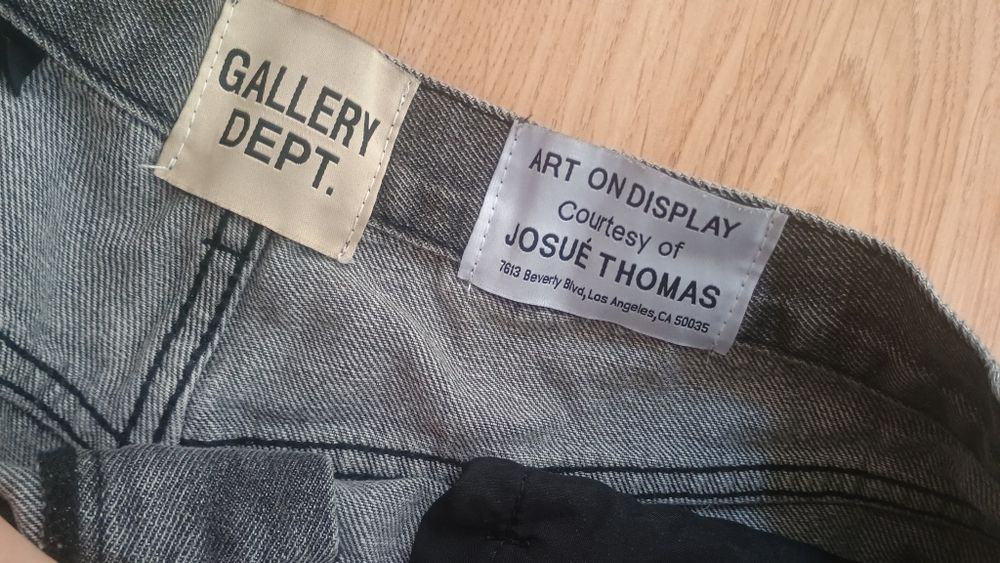 GALLERY
DEPT.
ART ON DISPLAY
Courtesy of
JOSUÉ THOMAS
7613 Beverly Blvd, Los Angeles, CA 50035